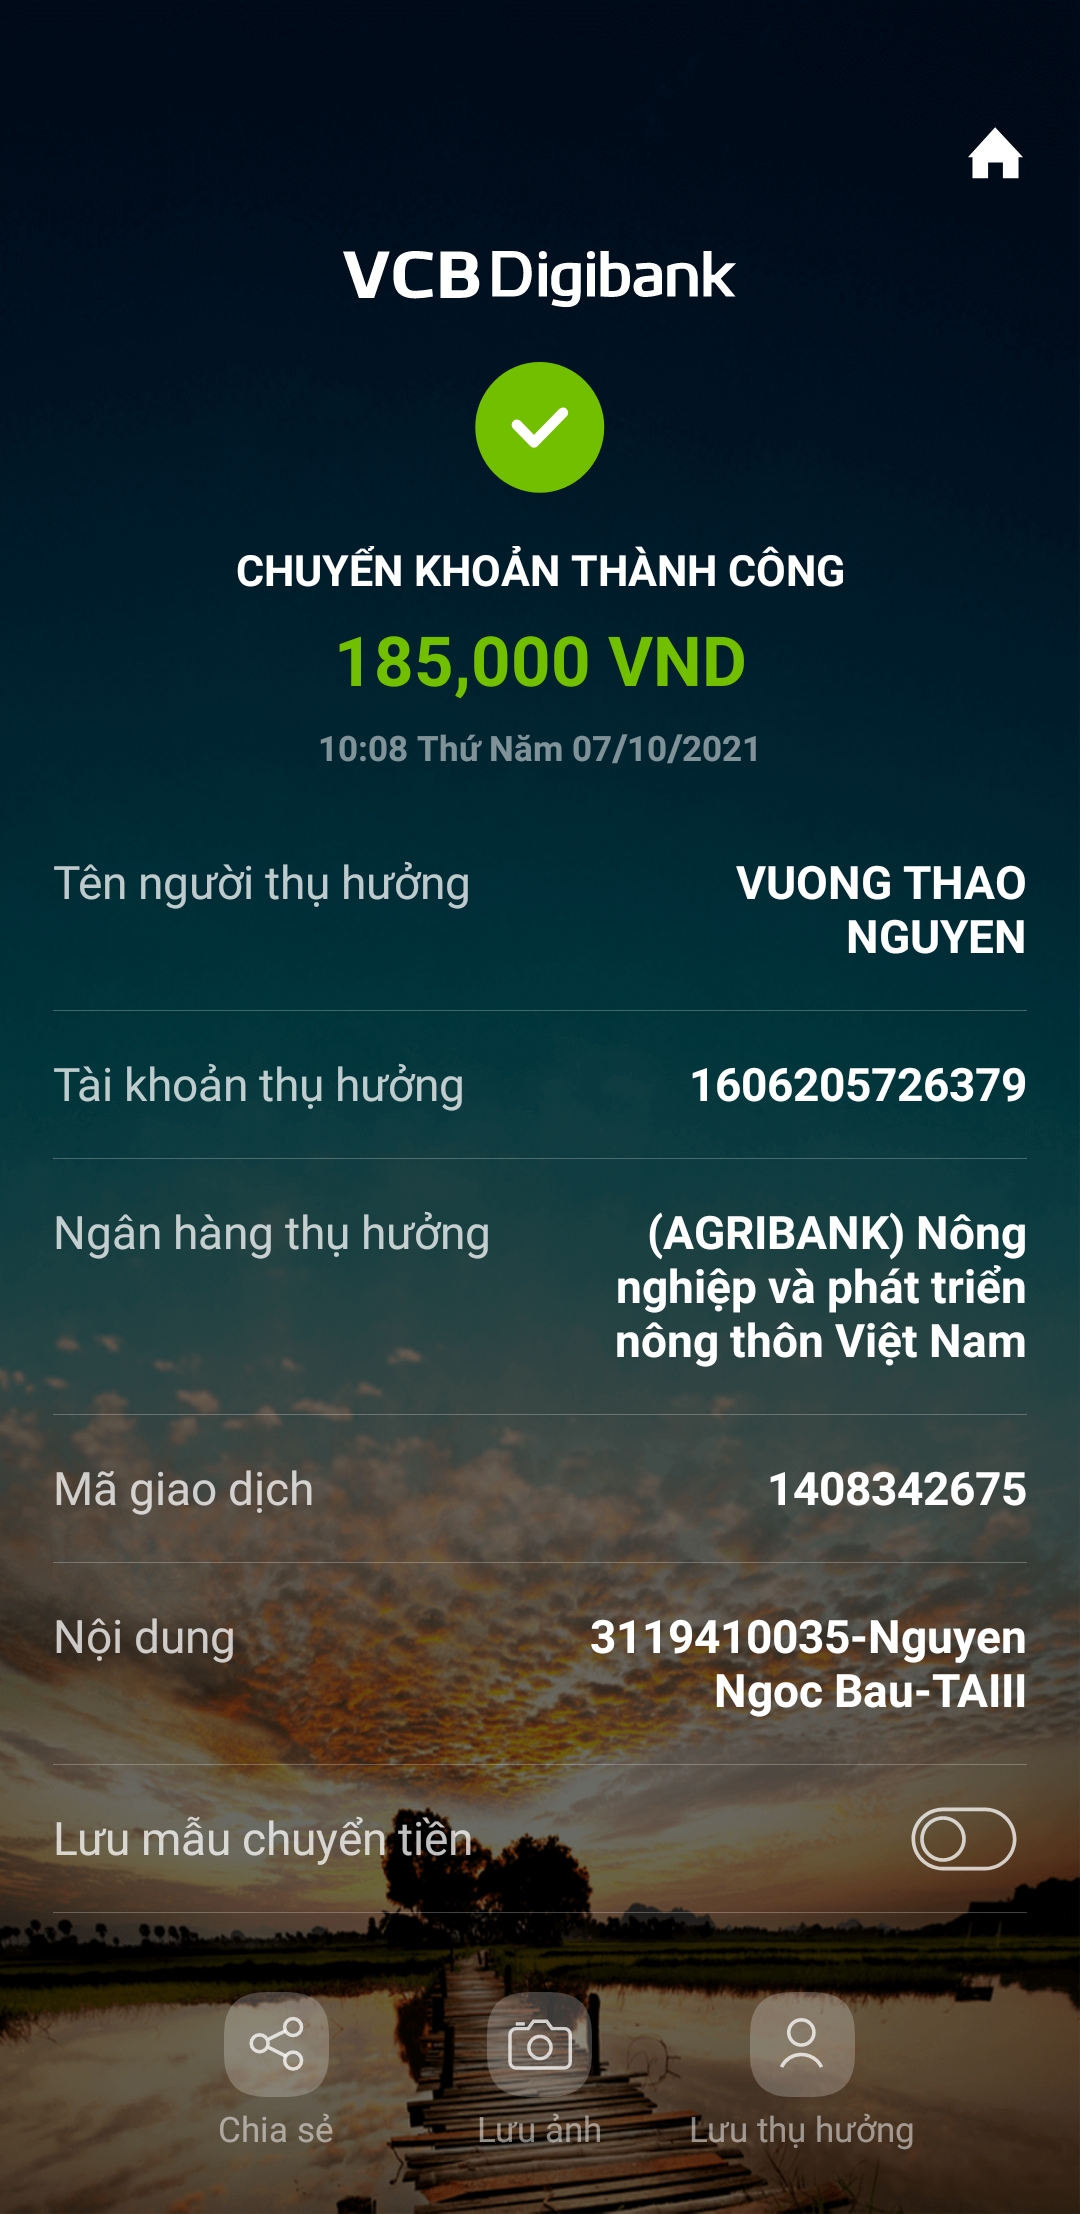 VCB Digibank
CHUYỂN KHOẢN THÀNH CÔNG
185,000 VND
10:08 Thứ Năm 07/10/2021
Tên người thụ hưởng
VUONG THAO
NGUYEN
Tài khoản thụ hưởng
1606205726379
Ngân hàng thụ hưởng
(AGRIBANK) Nông
nghiệp và phát triển
nông thôn Việt Nam
Mã giao dịch
1408342675
Nội dung
3119410035-Nguyen
Ngoc Bau-TAIII
Lưu mẫu chuyển tiền
Chia sẻ
Lưu ảnh
Lưu thụ hưởng